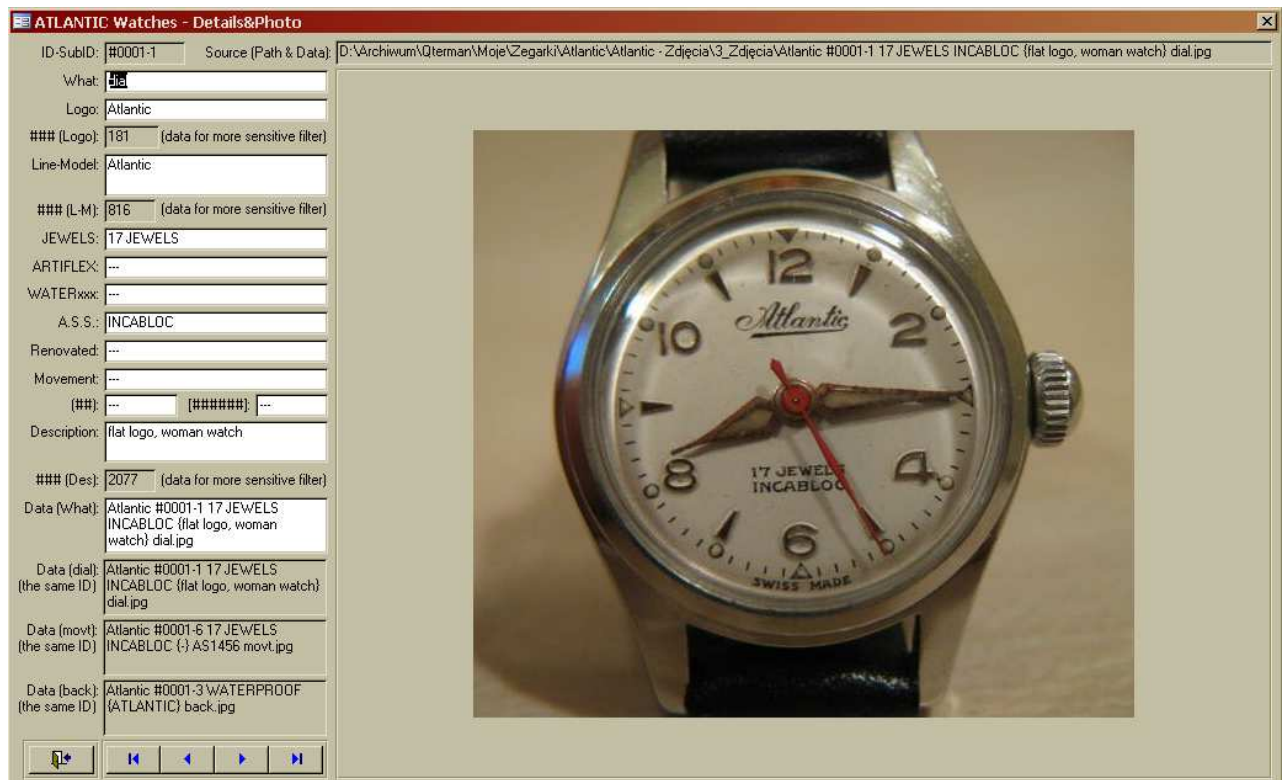 ATLANTIC Watches - Details&Photo
ID-SubID: #0001-1 Source (Path & Data): D:\Archiwum\Qterman\Moje\Zegarki\Atlantic\Atlantic - Zdjęcia\3_Zdjęcia\Atlantic #0001-1 17 JEWELS INCABLOC {flat logo, woman watch} dial.jpg
What: dial
Logo: Atlantic
### (Logo): 181 (data for more sensitive filter)
Line-Model: Atlantic
### (L-M): 816 (data for more sensitive filter)
JEWELS: 17 JEWELS
ARTIFLEX: ---
WATERxxx: ---
A.S.S.: INCABLOC
Renovated: ---
Movement: ---
(##): --- [######]: ---
Description: flat logo, woman watch
### (Des): 2077 (data for more sensitive filter)
Data (What): Atlantic #0001-1 17 JEWELS
INCABLOC {flat logo, woman
watch} dial.jpg
Data (dial): Atlantic #0001-1 17 JEWELS
(the same ID) INCABLOC {flat logo, woman watch}
dial.jpg
Data (movt): Atlantic #0001-6 17 JEWELS
(the same ID) INCABLOC {-} AS1456 movt.jpg
Data (back): Atlantic #0001-3 WATERPROOF
(the same ID) {ATLANTIC} back.jpg
12
Atlantic
10 2
8 4
17 JEWELS
INCABLOC
6
SWISS MADE